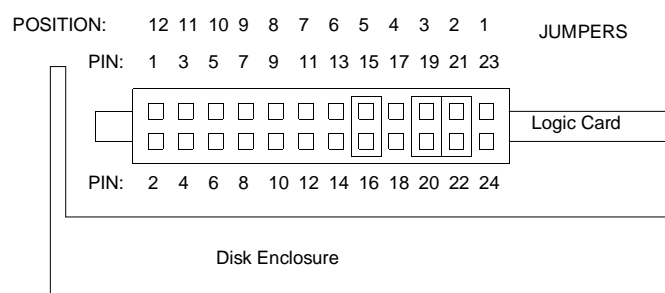 POSITION: 12 11 10 9 8 7 6 5 4 3 2 1 JUMPERS
PIN: 1 3 5 7 9 11 13 15 17 19 21 23
Logic Card
PIN: 2 4 6 8 10 12 14 16 18 20 22 24
Disk Enclosure